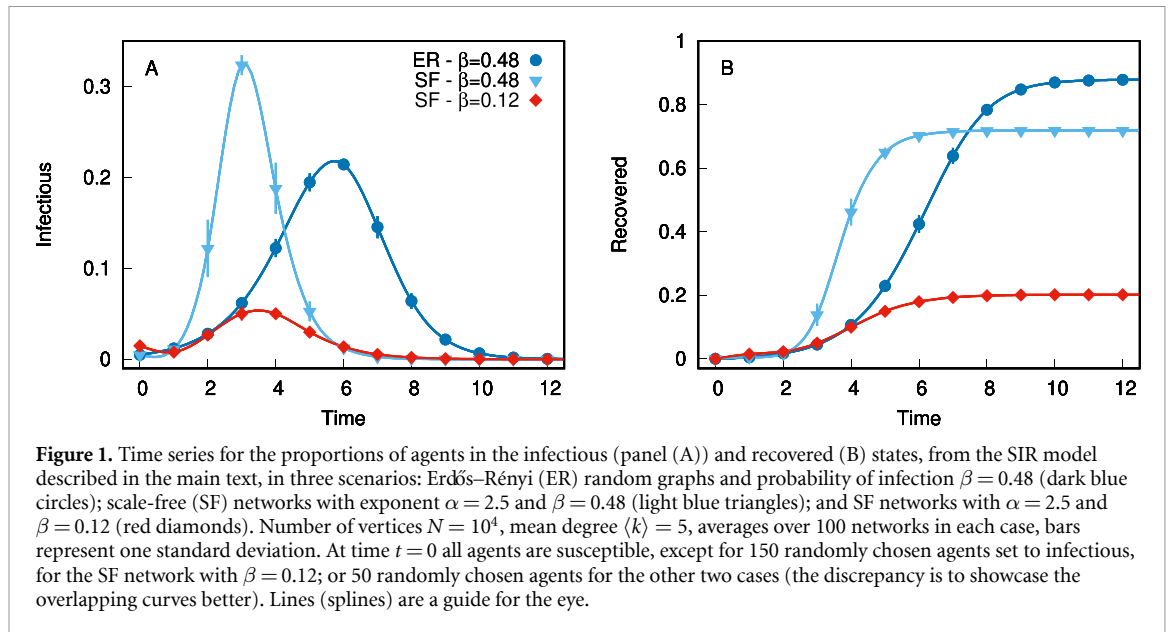 A
ER - β=0.48
SF - β=0.48
SF - β=0.12
0.3
0.2
0.1
0
Infectious
0 2 4 6 8 10 12
Time
B
1
0.8
0.6
0.4
0.2
0
Recovered
0 2 4 6 8 10 12
Time
Figure 1. Time series for the proportions of agents in the infectious (panel (A)) and recovered (B) states, from the SIR model
described in the main text, in three scenarios: Erdős–Rényi (ER) random graphs and probability of infection β = 0.48 (dark blue
circles); scale-free (SF) networks with exponent α = 2.5 and β = 0.48 (light blue triangles); and SF networks with α = 2.5 and
β = 0.12 (red diamonds). Number of vertices N = 10⁴, mean degree ⟨k⟩ = 5, averages over 100 networks in each case, bars
represent one standard deviation. At time t = 0 all agents are susceptible, except for 150 randomly chosen agents set to infectious,
for the SF network with β = 0.12; or 50 randomly chosen agents for the other two cases (the discrepancy is to showcase the
overlapping curves better). Lines (splines) are a guide for the eye.